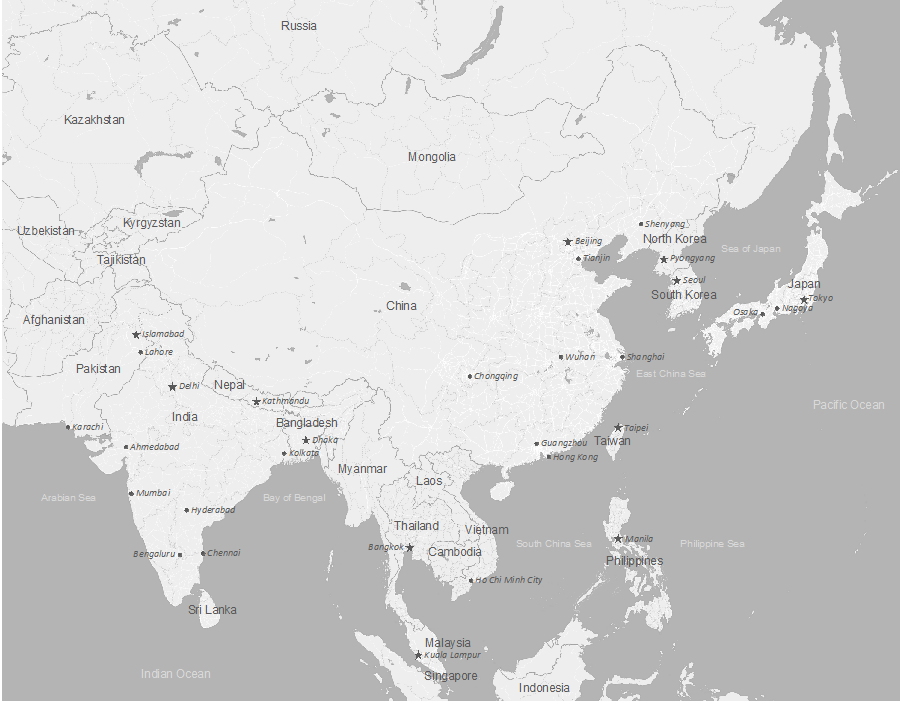 Russia
Kazakhstan
Mongolia
Kyrgyzstan
Uzbekistan
Shenyang
North Korea
Beijing
Sea of Japan
Tajikistan
Tianjin
Pyongyang
Seoul
Japan
South Korea
Tokyo
China
Nagoya
Osaka
Afghanistan
Islamabad
Lahore
Wuhan
Shanghai
Pakistan
East China Sea
Chongqing
Nepal
Delhi
Kathmandu
Pacific Ocean
India
Bangladesh
Karachi
Taipei
Dhaka
Taiwan
Guangzhou
Ahmedabad
Kolkata
Hong Kong
Myanmar
Laos
Mumbai
Arabian Sea
Bay of Bengal
Hyderabad
Thailand
Vietnam
Manila
South China Sea
Philippine Sea
Bangkok
Cambodia
Bengaluru
Chennai
Philippines
Ho Chi Minh City
Sri Lanka
Malaysia
Kuala Lumpur
Indian Ocean
Singapore
Indonesia